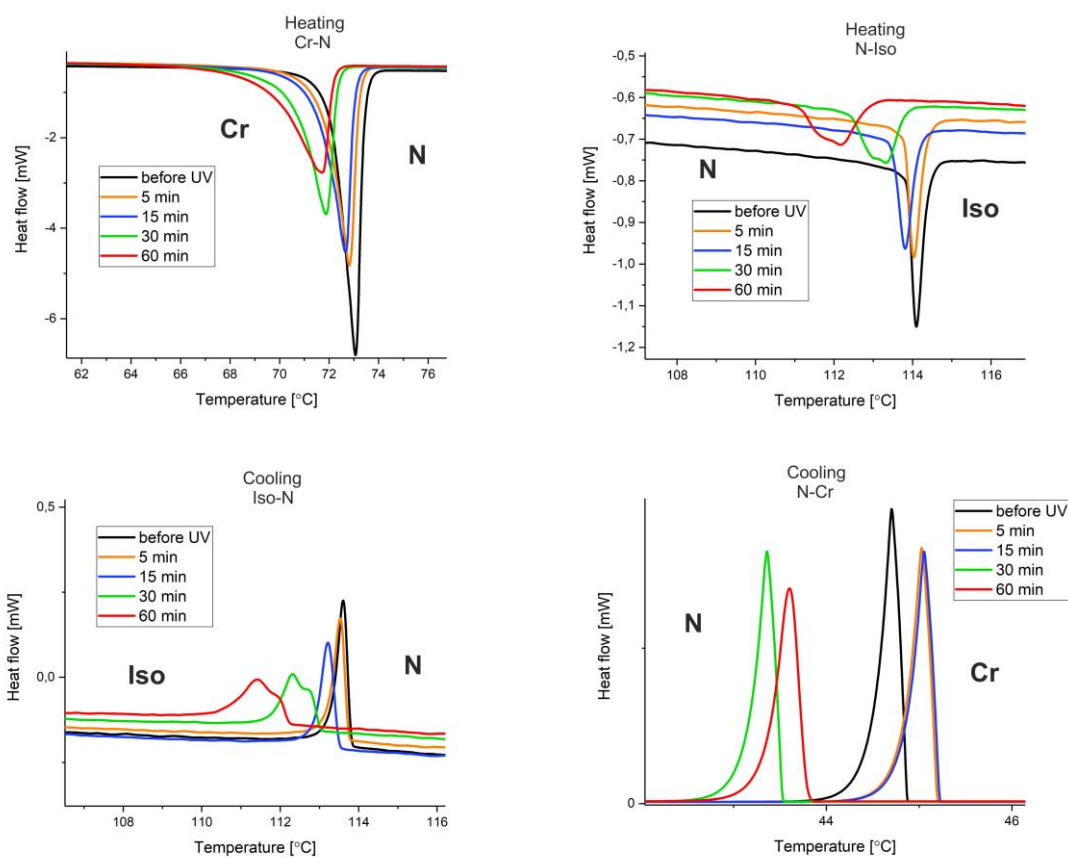 Heating
Cr-N
Cr
N
before UV
5 min
15 min
30 min
60 min
Heat flow [mW]
-2
-4
-6
62
64
66
68
70
72
74
76
Temperature [°C]
Heating
N-Iso
-0,5
-0,6
-0,7
-0,8
-0,9
-1,0
-1,1
-1,2
Heat flow [mW]
N
Iso
before UV
5 min
15 min
30 min
60 min
108
110
112
114
116
Temperature [°C]
Cooling
Iso-N
0,5
0,0
Heat flow [mW]
before UV
5 min
15 min
30 min
60 min
Iso
N
108
110
112
114
116
Temperature [°C]
Cooling
N-Cr
before UV
5 min
15 min
30 min
60 min
N
Cr
Heat flow [mW]
0
44
46
Temperature [°C]